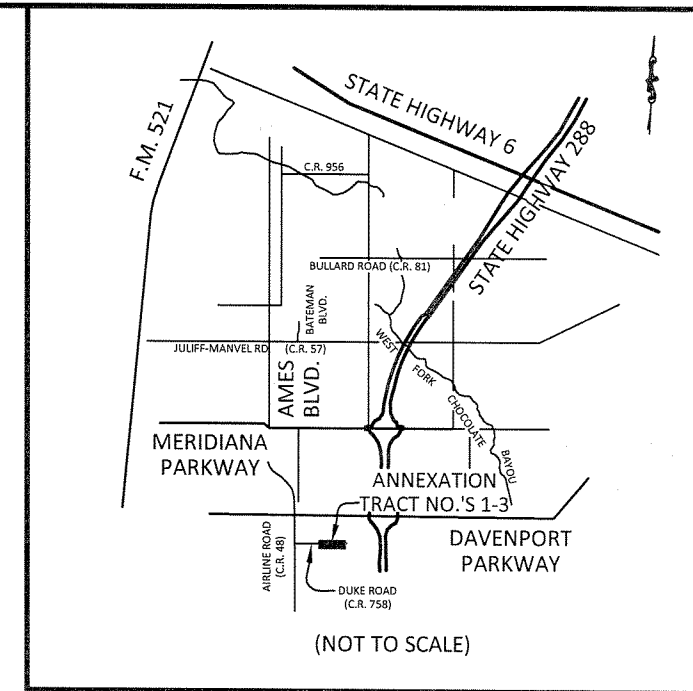 STATE HIGHWAY 6
F.M. 521
STATE HIGHWAY 288
C.R. 956
BULLARD ROAD (C.R. 81)
BATEMAN
BLVD.
JULIFF-MANVEL RD
(C.R. 57)
WEST
FORK
CHOCOLATE
BAYOU
AMES
BLVD.
MERIDIANA
PARKWAY
ANNEXATION
TRACT NO.'S 1-3
DAVENPORT
PARKWAY
AIRLINE ROAD
(C.R. 48)
DUKE ROAD
(C.R. 758)
(NOT TO SCALE)